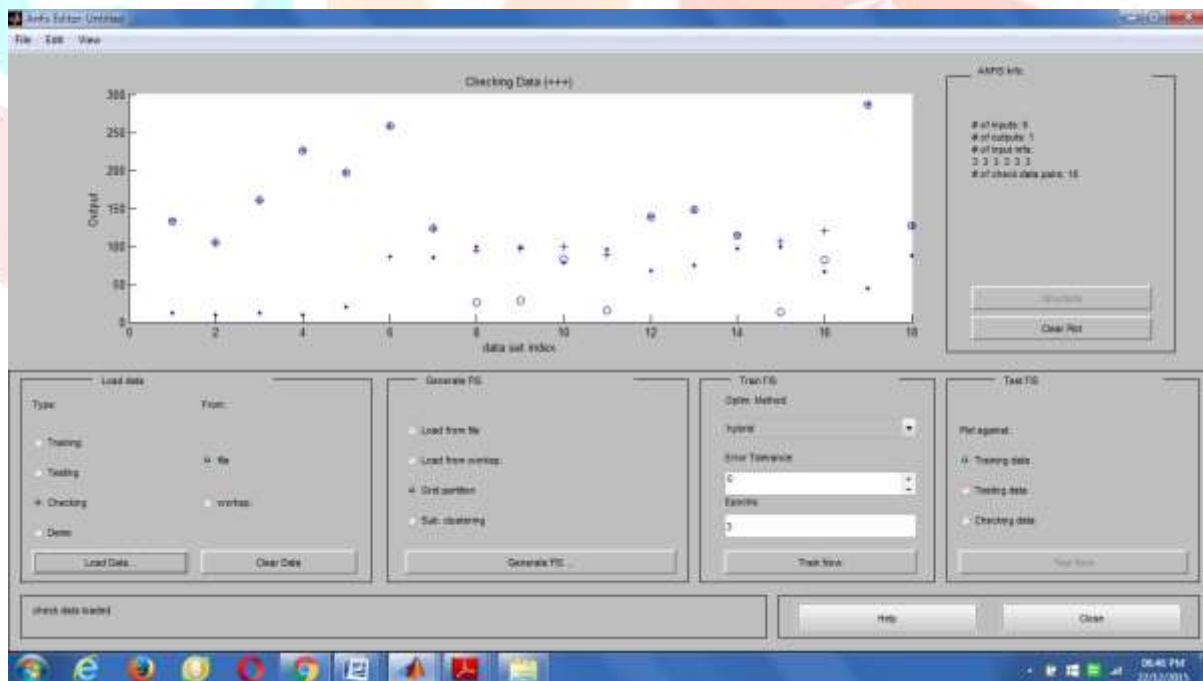 Anfis Editor: Untitled
File Edit View
Checking Data (+++)
300
250
200
150
100
50
0
Output
0 2 4 6 8 10 12 14 16 18
data set index
ANFIS Info.
# of inputs: 6
# of outputs: 1
# of input mfs:
3 3 3 3 3 3
# of check data pairs: 18
Structure
Clear Plot
Load data
Type:
From:
Training
Testing
Checking
Demo
file
worksp.
Load Data...
Clear Data
Generate FIS
Load from file
Load from worksp.
Grid partition
Sub. clustering
Generate FIS ...
Train FIS
Optim. Method:
hybrid
Error Tolerance:
0
Epochs:
3
Train Now
Test FIS
Plot against:
Training data
Testing data
Checking data
Test Now
check data loaded
Help
Close
06:46 PM
22/12/2015